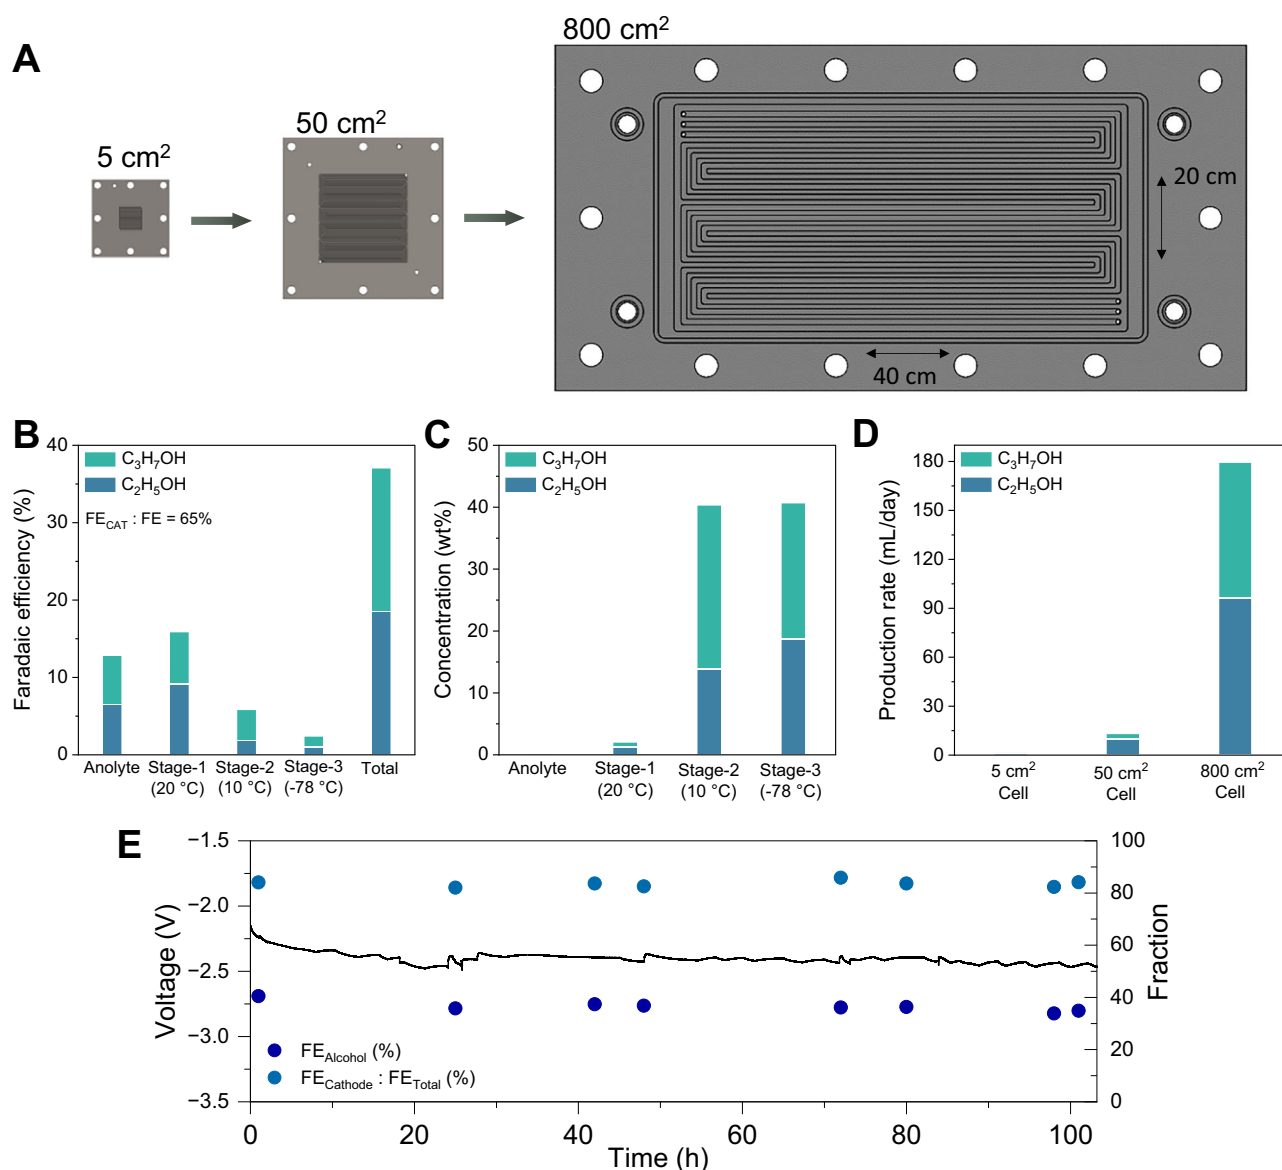 A
5 cm²
50 cm²
800 cm²
20 cm
40 cm
B
C₃H₇OH
C₂H₅OH
FE_CAT : FE = 65%
Faradaic efficiency (%)
40
30
20
10
0
Anolyte
Stage-1
(20 °C)
Stage-2
(10 °C)
Stage-3
(-78 °C)
Total
C
C₃H₇OH
C₂H₅OH
Concentration (wt%)
50
40
30
20
10
0
Anolyte
Stage-1
(20 °C)
Stage-2
(10 °C)
Stage-3
(-78 °C)
D
C₃H₇OH
C₂H₅OH
Production rate (mL/day)
180
150
120
90
60
30
0
5 cm²
Cell
50 cm²
Cell
800 cm²
Cell
E
Voltage (V)
−1.5
−2.0
−2.5
−3.0
−3.5
FE_Alcohol (%)
FE_Cathode : FE_Total (%)
100
80
60
40
20
0
Fraction
0
20
40
60
80
100
Time (h)